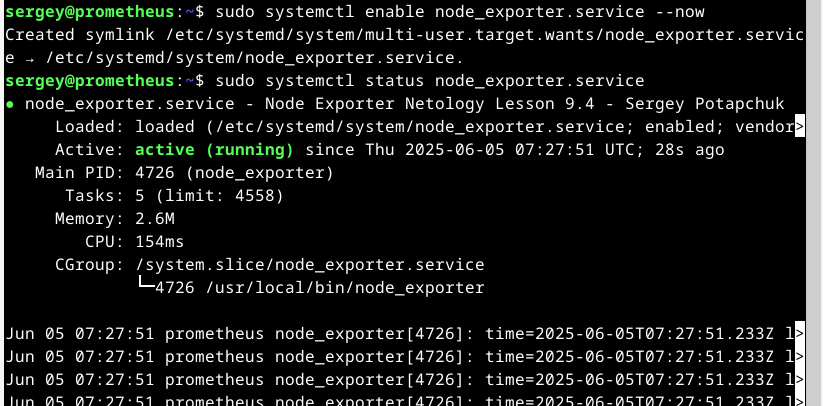 sergey@prometheus:~$ sudo systemctl enable node_exporter.service --now
Created symlink /etc/systemd/system/multi-user.target.wants/node_exporter.servic
e → /etc/systemd/system/node_exporter.service.
sergey@prometheus:~$ sudo systemctl status node_exporter.service
● node_exporter.service - Node Exporter Netology Lesson 9.4 - Sergey Potapchuk
     Loaded: loaded (/etc/systemd/system/node_exporter.service; enabled; vendor>
     Active: active (running) since Thu 2025-06-05 07:27:51 UTC; 28s ago
   Main PID: 4726 (node_exporter)
      Tasks: 5 (limit: 4558)
     Memory: 2.6M
        CPU: 154ms
     CGroup: /system.slice/node_exporter.service
             └─4726 /usr/local/bin/node_exporter

Jun 05 07:27:51 prometheus node_exporter[4726]: time=2025-06-05T07:27:51.233Z l>
Jun 05 07:27:51 prometheus node_exporter[4726]: time=2025-06-05T07:27:51.233Z l>
Jun 05 07:27:51 prometheus node_exporter[4726]: time=2025-06-05T07:27:51.233Z l>
Jun 05 07:27:51 prometheus node_exporter[4726]: time=2025-06-05T07:27:51.233Z l>